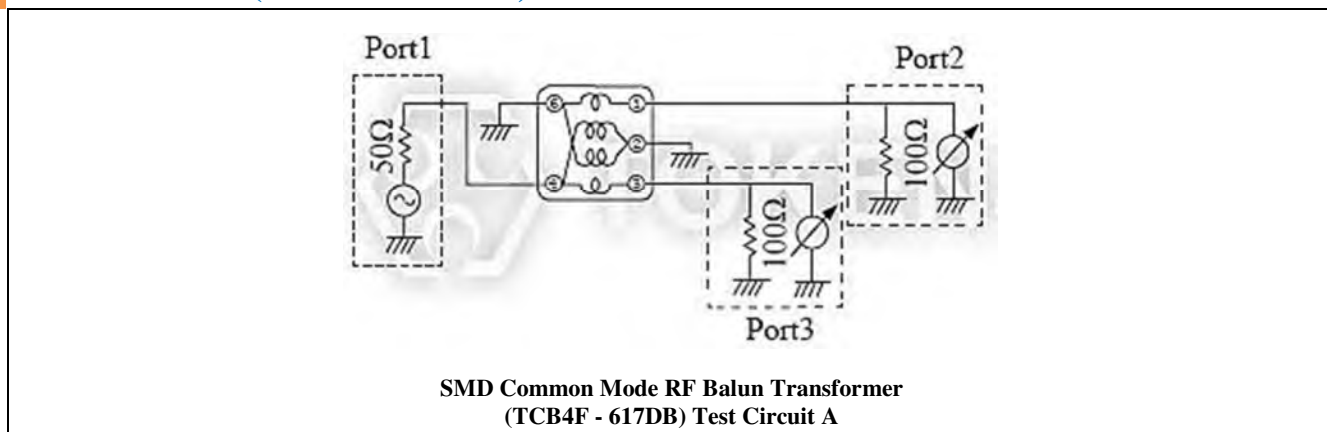 Port1
Port2
50Ω
⑥
①
②
④
③
100Ω
100Ω
Port3
SMD Common Mode RF Balun Transformer
(TCB4F - 617DB) Test Circuit A